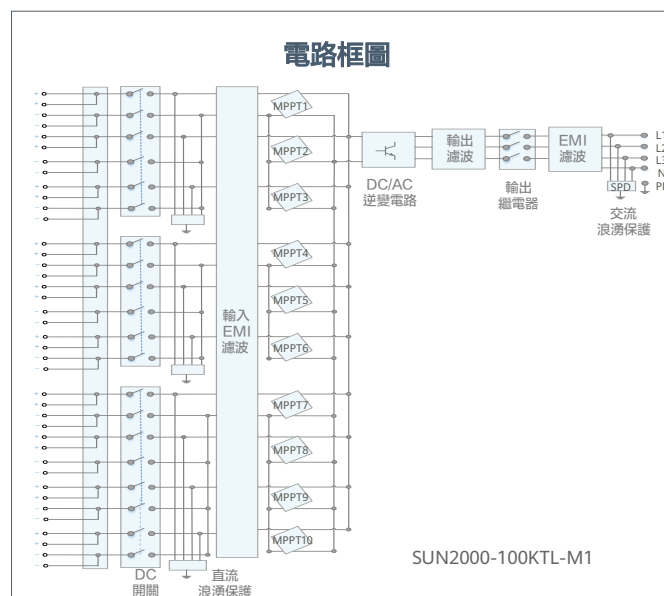 電路框圖
MPPT1
MPPT2
MPPT3
MPPT4
MPPT5
MPPT6
MPPT7
MPPT8
MPPT9
MPPT10
輸入
EMI
濾波
DC
開關
直流
浪湧保護
DC/AC
逆變電路
輸出
濾波
輸出
繼電器
EMI
濾波
L1
L2
L3
N
SPD
交流
浪湧保護
SUN2000-100KTL-M1